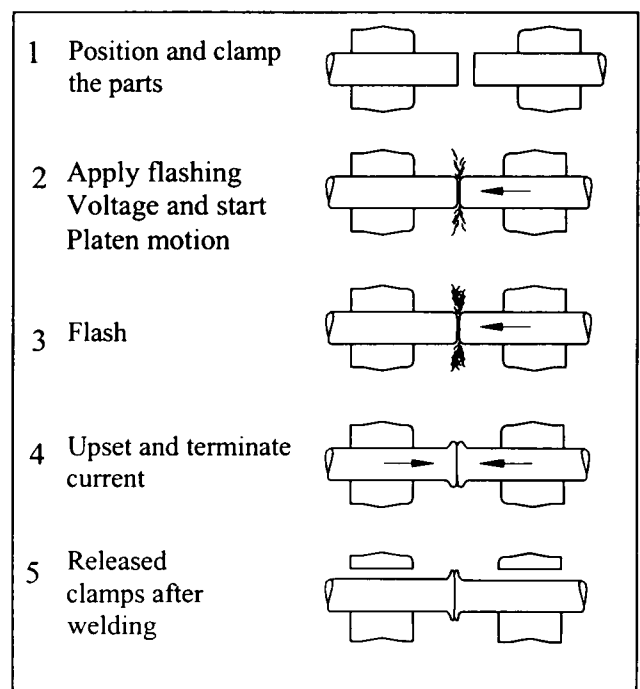 1 Position and clamp
the parts
2 Apply flashing
Voltage and start
Platen motion
3 Flash
4 Upset and terminate
current
5 Released
clamps after
welding